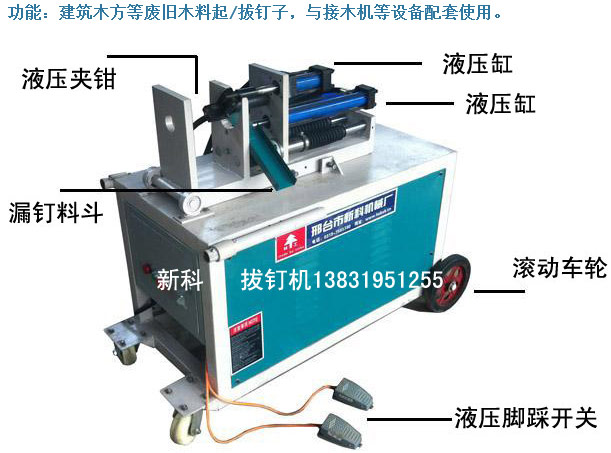 功能：建筑木方等废旧木料起/拔钉子，与接木机等设备配套使用。
液压夹钳
液压缸
液压缸
漏钉料斗
邢台市新科机械厂
新科 拔钉机13831951255
滚动车轮
液压脚踩开关